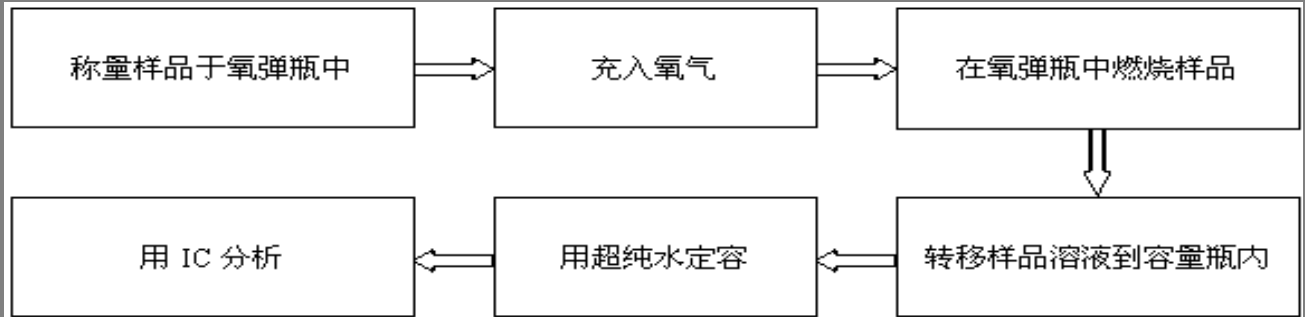 称量样品于氧弹瓶中
充入氧气
在氧弹瓶中燃烧样品
转移样品溶液到容量瓶内
用超纯水定容
用 IC 分析